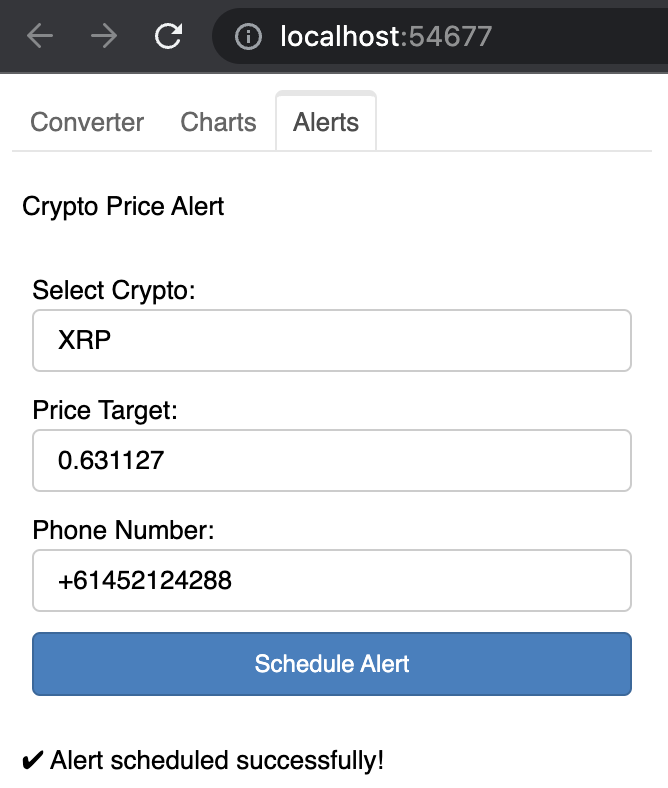 localhost:54677
Converter Charts Alerts
Crypto Price Alert
Select Crypto:
XRP
Price Target:
0.631127
Phone Number:
+61452124288
Schedule Alert
✔ Alert scheduled successfully!